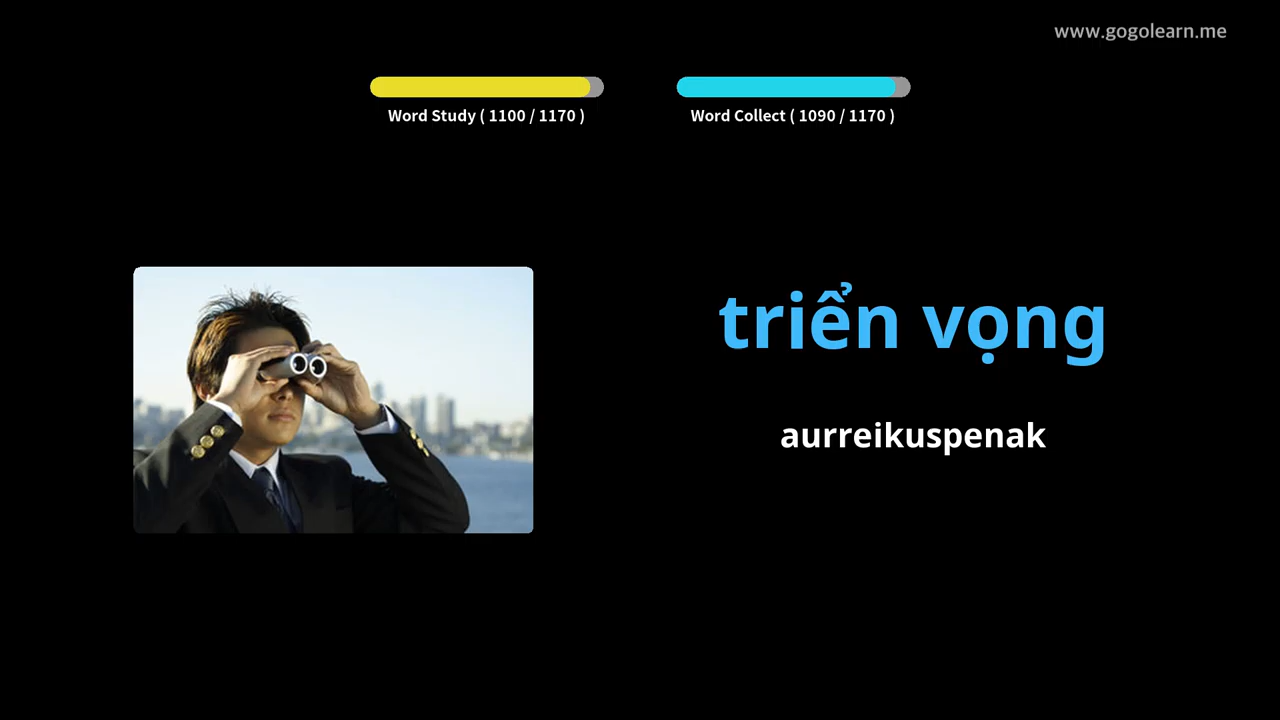 www.gogolearn.me
Word Study ( 1100 / 1170 )
Word Collect ( 1090 / 1170 )
triển vọng
aurreikuspenak